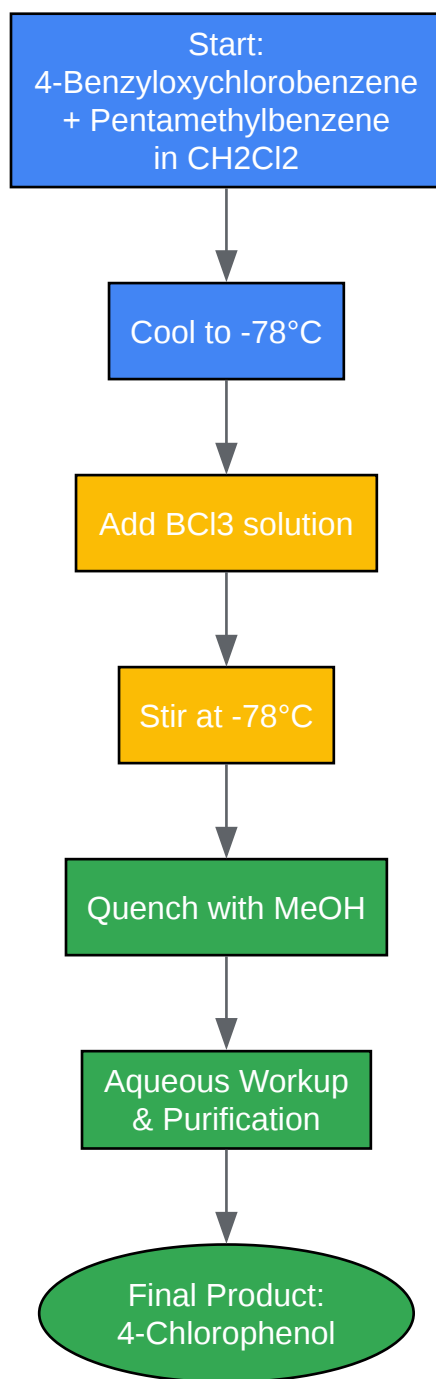 Start:
4-Benzyloxychlorobenzene
+ Pentamethylbenzene
in CH2Cl2
Cool to -78°C
Add BCl3 solution
Stir at -78°C
Quench with MeOH
Aqueous Workup
& Purification
Final Product:
4-Chlorophenol